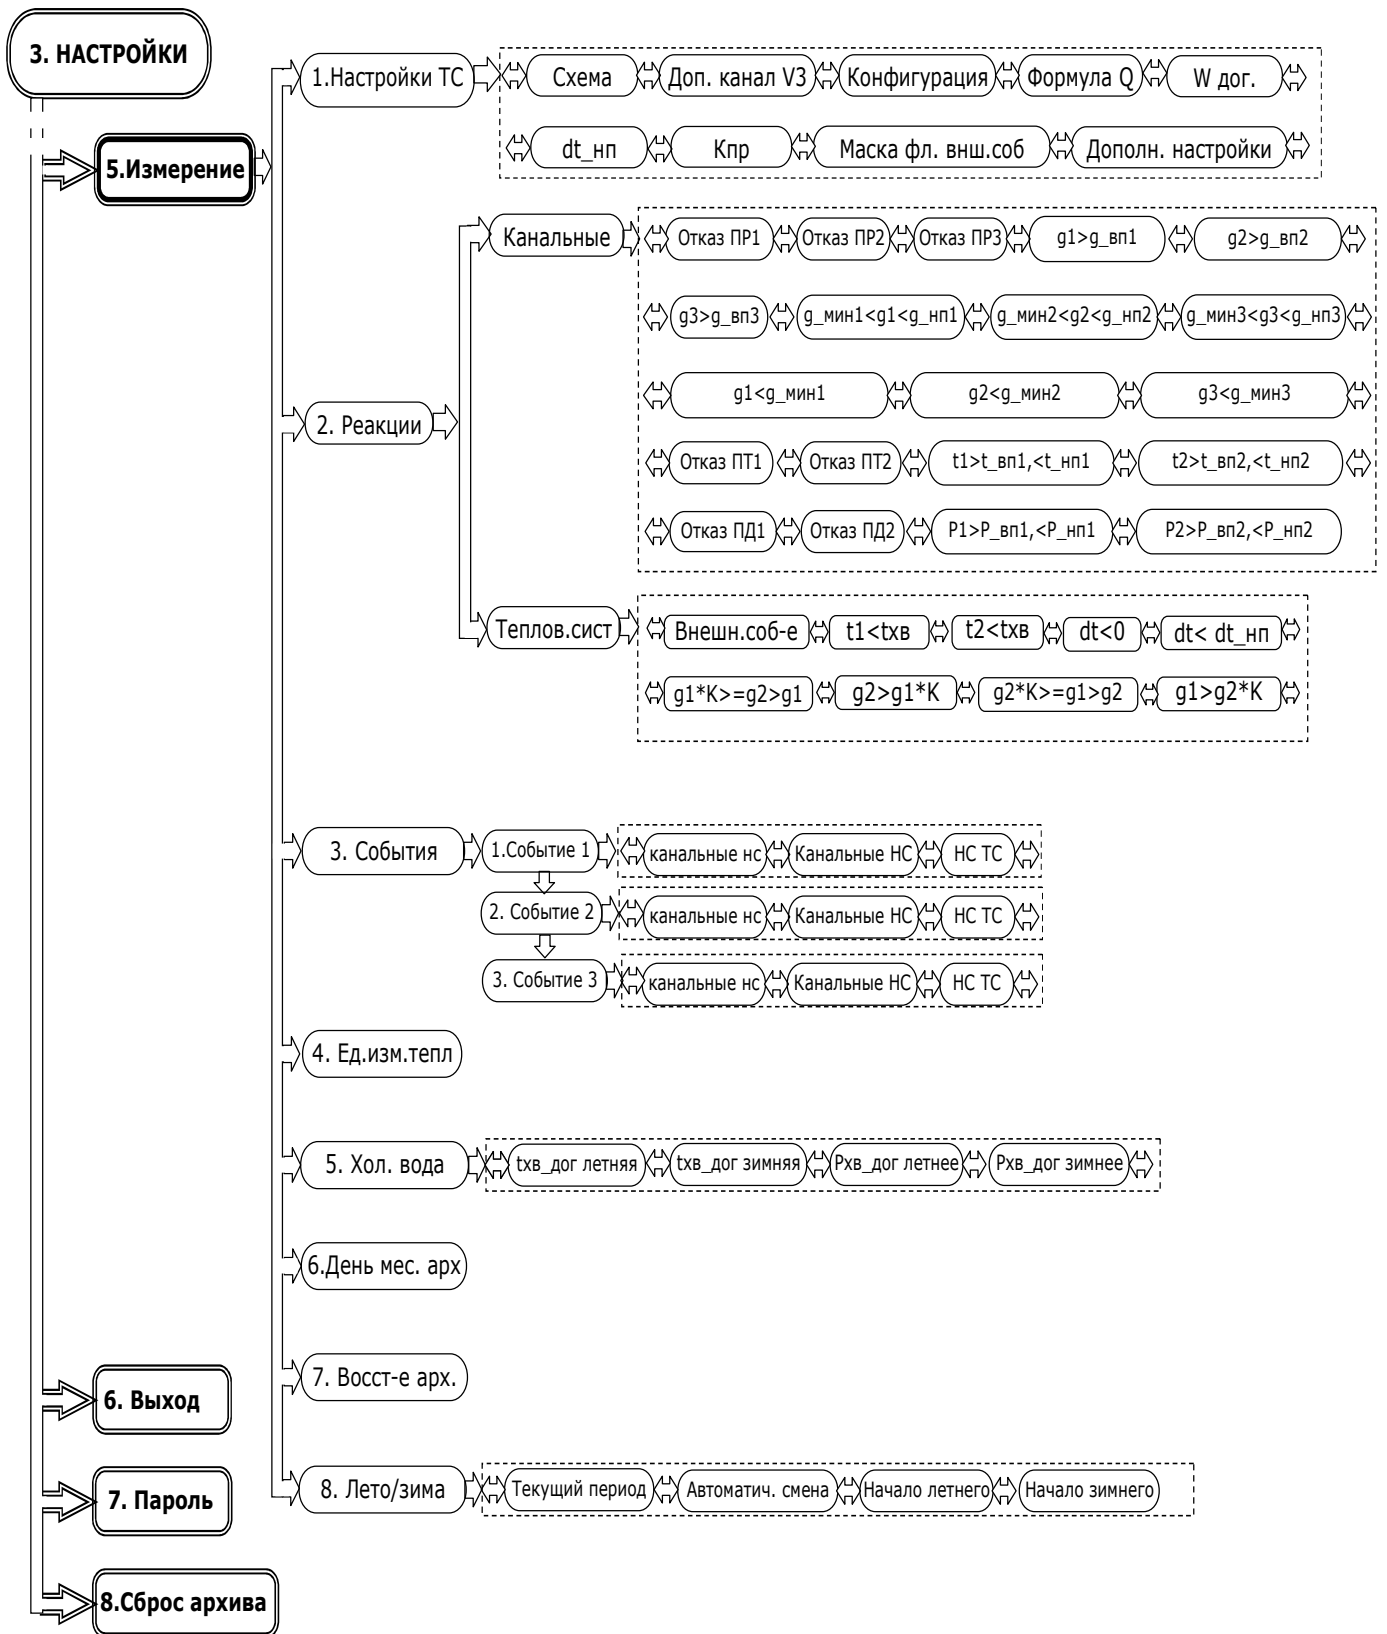 3. НАСТРОЙКИ
1.Настройки ТС
Схема
Доп. канал V3
Конфигурация
Формула Q
W дог.
dt_нп
Кпр
Маска фл. внш.соб
Дополн. настройки
5.Измерение
Канальные
Отказ ПР1
Отказ ПР2
Отказ ПР3
g1>g_вп1
g2>g_вп2
g3>g_вп3
g_мин1<g1<g_нп1
g_мин2<g2<g_нп2
g_мин3<g3<g_нп3
g1<g_мин1
g2<g_мин2
g3<g_мин3
2. Реакции
Отказ ПТ1
Отказ ПТ2
t1>t_вп1,<t_нп1
t2>t_вп2,<t_нп2
Отказ ПД1
Отказ ПД2
P1>P_вп1,<P_нп1
P2>P_вп2,<P_нп2
Теплов.сист
Внешн.соб-е
t1<tхв
t2<tхв
dt<0
dt< dt_нп
g1*K>=g2>g1
g2>g1*K
g2*K>=g1>g2
g1>g2*K
3. События
1.Событие 1
канальные нс
Канальные НС
НС ТС
2. Событие 2
канальные нс
Канальные НС
НС ТС
3. Событие 3
канальные нс
Канальные НС
НС ТС
4. Ед.изм.тепл
5. Хол. вода
tхв_дог летняя
tхв_дог зимняя
Рхв_дог летнее
Рхв_дог зимнее
6.День мес. арх
7. Восст-е арх.
6. Выход
8. Лето/зима
Текущий период
Автоматич. смена
Начало летнего
Начало зимнего
7. Пароль
8.Сброс архива